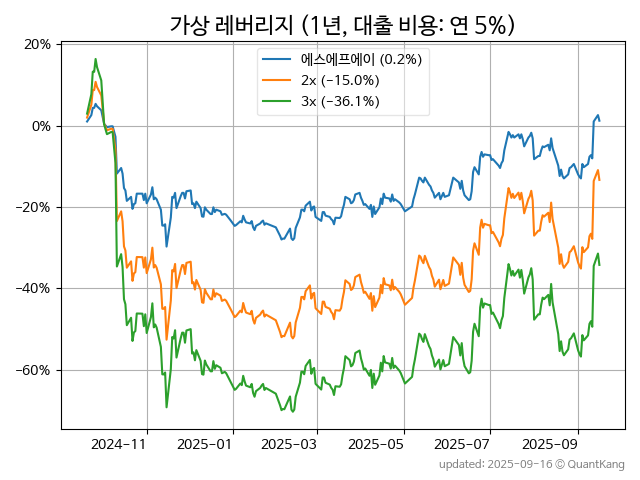 가상 레버리지 (1년, 대출 비용: 연 5%)
에스에프에이 (0.2%)
2x (−15.0%)
3x (−36.1%)
20%
0%
−20%
−40%
−60%
2024−11 2025−01 2025−03 2025−05 2025−07 2025−09
updated: 2025-09-16 © QuantKang